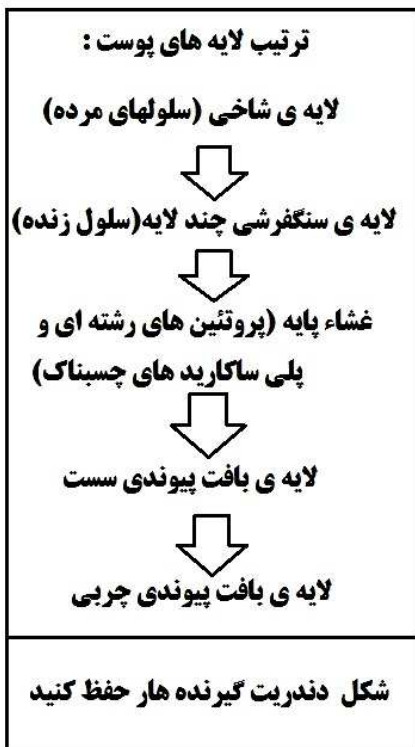 ترتیب لایه های پوست :
لایه ی شاخی (سلولهای مرده)
لایه ی سنگفرشی چند لایه(سلول زنده)
غشاء پایه (پروتئین های رشته ای و
پلی ساکارید های چسبناک)
لایه ی بافت پیوندی سست
لایه ی بافت پیوندی چربی
شکل دندریت گیرنده هار حفظ کنید